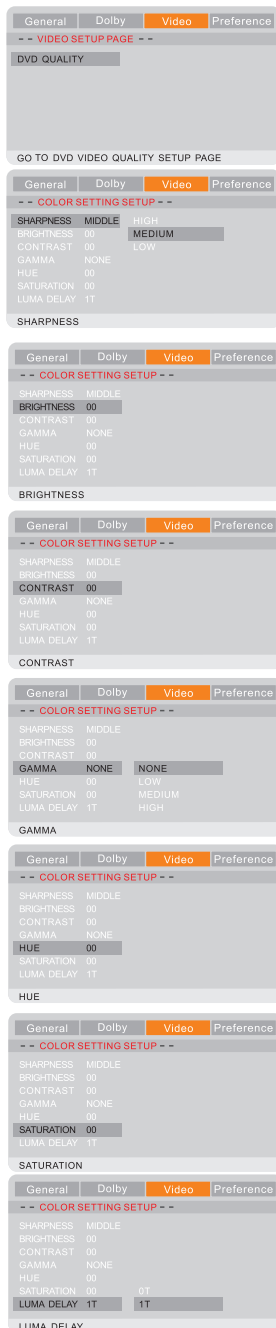 General Dolby Video Preference
- - VIDEO SETUP PAGE - -
DVD QUALITY
GO TO DVD VIDEO QUALITY SETUP PAGE
General Dolby Video Preference
- - COLOR SETTING SETUP - -
SHARPNESS MIDDLE HIGH
BRIGHTNESS 00 MEDIUM
CONTRAST 00 LOW
GAMMA NONE
HUE 00
SATURATION 00
LUMA DELAY 1T
SHARPNESS
General Dolby Video Preference
- - COLOR SETTING SETUP - -
SHARPNESS MIDDLE
BRIGHTNESS 00
CONTRAST 00
GAMMA NONE
HUE 00
SATURATION 00
LUMA DELAY 1T
BRIGHTNESS
General Dolby Video Preference
- - COLOR SETTING SETUP - -
SHARPNESS MIDDLE
BRIGHTNESS 00
CONTRAST 00
GAMMA NONE
HUE 00
SATURATION 00
LUMA DELAY 1T
CONTRAST
General Dolby Video Preference
- - COLOR SETTING SETUP - -
SHARPNESS MIDDLE
BRIGHTNESS 00
CONTRAST 00
GAMMA NONE NONE
HUE 00 LOW
SATURATION 00 MEDIUM
LUMA DELAY 1T HIGH
GAMMA
General Dolby Video Preference
- - COLOR SETTING SETUP - -
SHARPNESS MIDDLE
BRIGHTNESS 00
CONTRAST 00
GAMMA NONE
HUE 00
SATURATION 00
LUMA DELAY 1T
HUE
General Dolby Video Preference
- - COLOR SETTING SETUP - -
SHARPNESS MIDDLE
BRIGHTNESS 00
CONTRAST 00
GAMMA NONE
HUE 00
SATURATION 00
LUMA DELAY 1T
SATURATION
General Dolby Video Preference
- - COLOR SETTING SETUP - -
SHARPNESS MIDDLE
BRIGHTNESS 00
CONTRAST 00
GAMMA NONE
HUE 00
SATURATION 00 0T
LUMA DELAY 1T 1T
LUMA DELAY